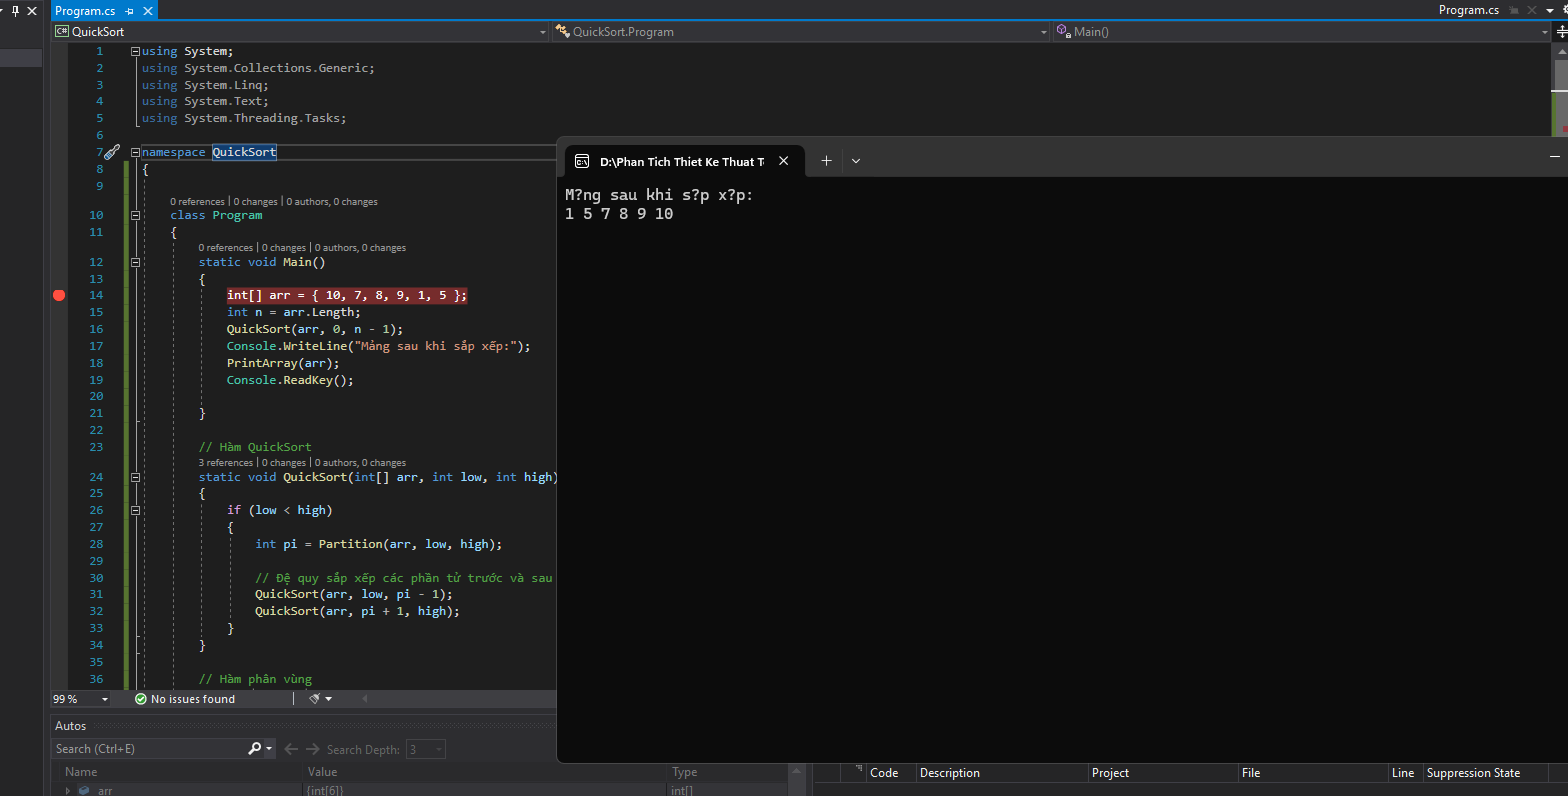 Program.cs
Program.cs
QuickSort
QuickSort.Program
Main()
1 using System;
2 using System.Collections.Generic;
3 using System.Linq;
4 using System.Text;
5 using System.Threading.Tasks;
6
7 namespace QuickSort
8 {
9
0 references | 0 changes | 0 authors, 0 changes
10 class Program
11 {
0 references | 0 changes | 0 authors, 0 changes
12 static void Main()
13 {
14 int[] arr = { 10, 7, 8, 9, 1, 5 };
15 int n = arr.Length;
16 QuickSort(arr, 0, n - 1);
17 Console.WriteLine("Mảng sau khi sắp xếp:");
18 PrintArray(arr);
19 Console.ReadKey();
20
21 }
22
23 // Hàm QuickSort
3 references | 0 changes | 0 authors, 0 changes
24 static void QuickSort(int[] arr, int low, int high)
25 {
26 if (low < high)
27 {
28 int pi = Partition(arr, low, high);
29
30 // Đệ quy sắp xếp các phần tử trước và sau
31 QuickSort(arr, low, pi - 1);
32 QuickSort(arr, pi + 1, high);
33 }
34 }
35
36 // Hàm phân vùng
D:\Phan Tich Thiet Ke Thuat T
M?ng sau khi s?p x?p:
1 5 7 8 9 10
99 %
No issues found
Autos
Search (Ctrl+E)
Search Depth: 3
Name Value Type
arr {int[6]} int[]
Code Description Project File Line Suppression State